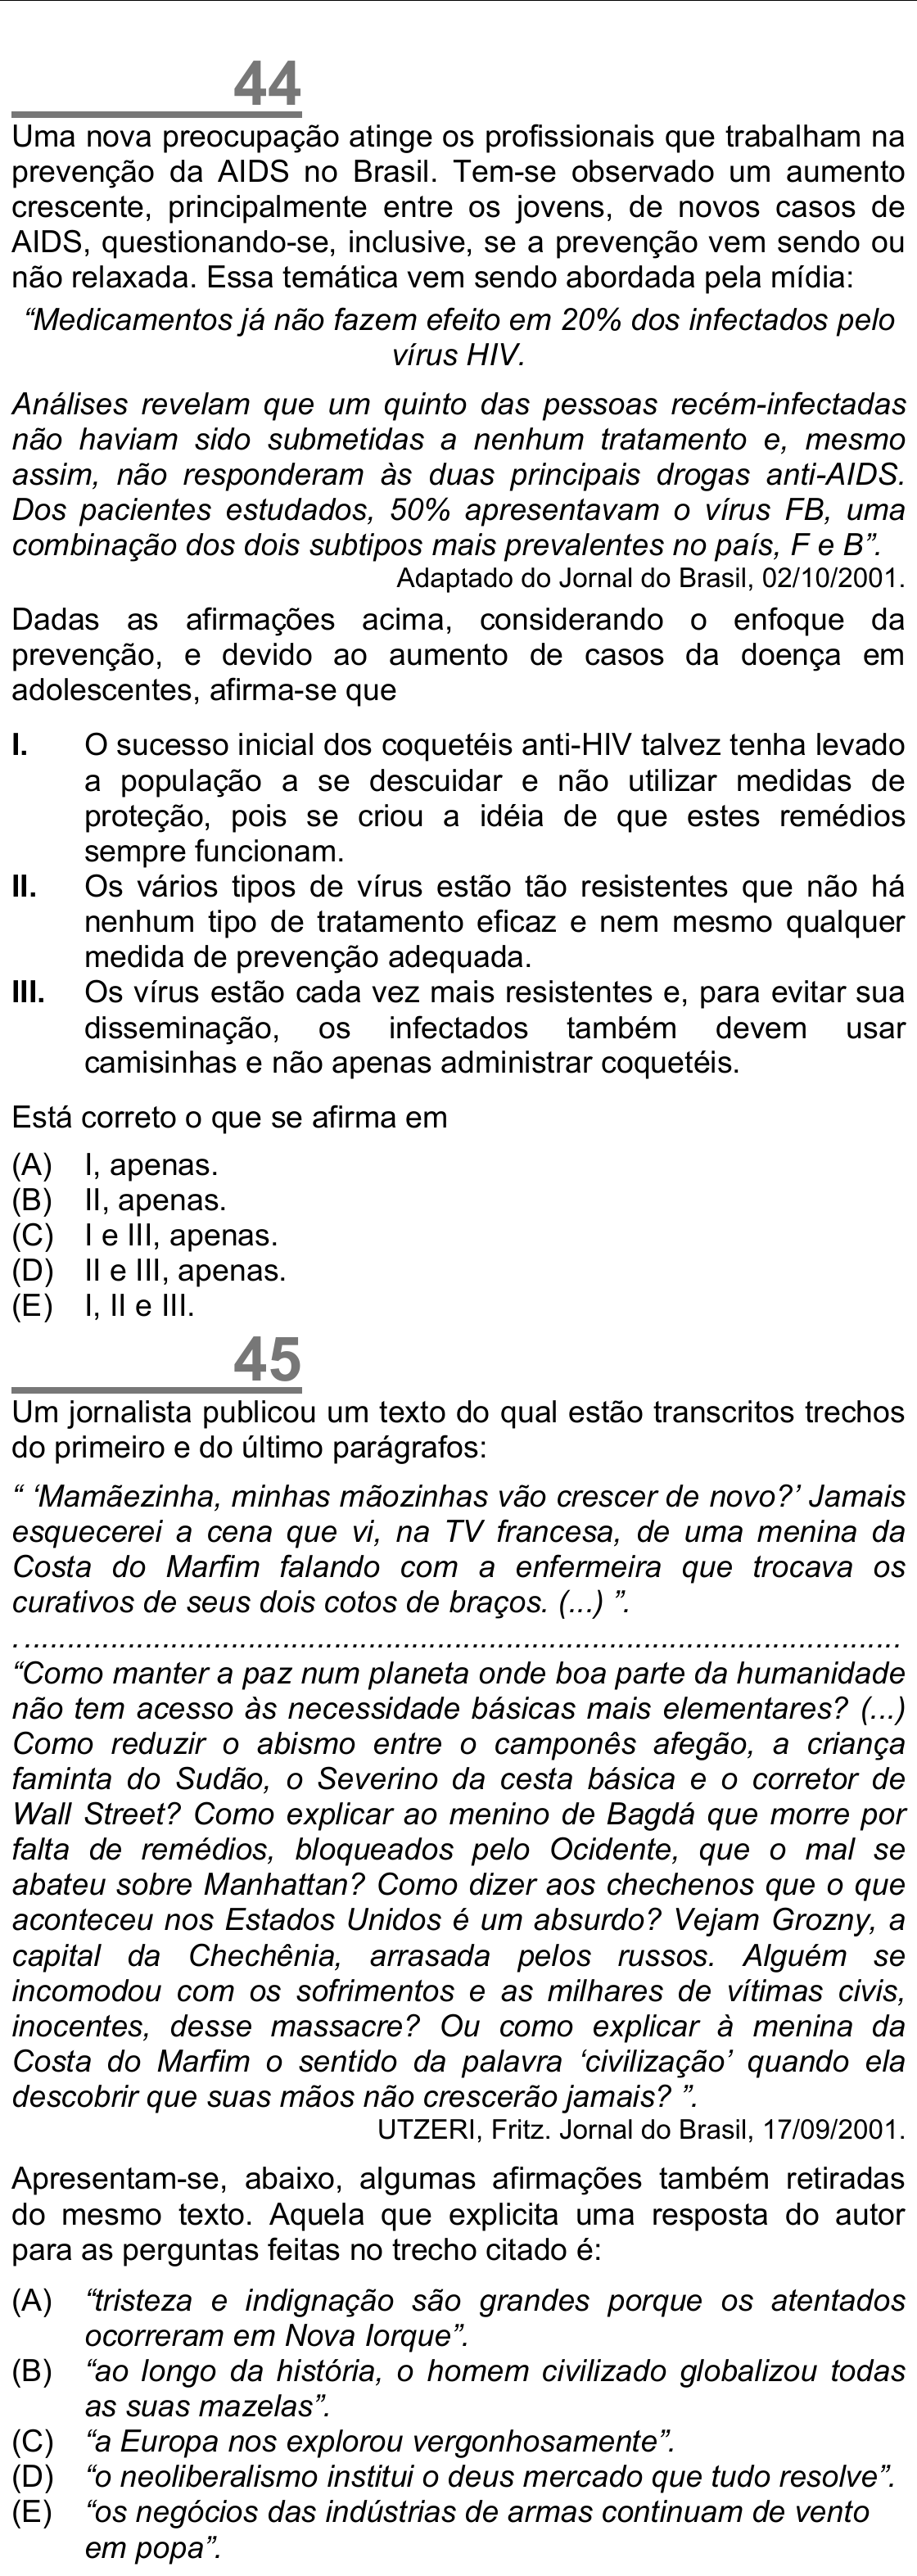 44
Uma nova preocupação atinge os profissionais que trabalham na
prevenção da AIDS no Brasil. Tem-se observado um aumento
crescente, principalmente entre os jovens, de novos casos de
AIDS, questionando-se, inclusive, se a prevenção vem sendo ou
não relaxada. Essa temática vem sendo abordada pela mídia:
“Medicamentos já não fazem efeito em 20% dos infectados pelo
vírus HIV.
Análises revelam que um quinto das pessoas recém-infectadas
não haviam sido submetidas a nenhum tratamento e, mesmo
assim, não responderam às duas principais drogas anti-AIDS.
Dos pacientes estudados, 50% apresentavam o vírus FB, uma
combinação dos dois subtipos mais prevalentes no país, F e B”.
Adaptado do Jornal do Brasil, 02/10/2001.
Dadas as afirmações acima, considerando o enfoque da
prevenção, e devido ao aumento de casos da doença em
adolescentes, afirma-se que
I. O sucesso inicial dos coquetéis anti-HIV talvez tenha levado
a população a se descuidar e não utilizar medidas de
proteção, pois se criou a idéia de que estes remédios
sempre funcionam.
II. Os vários tipos de vírus estão tão resistentes que não há
nenhum tipo de tratamento eficaz e nem mesmo qualquer
medida de prevenção adequada.
III. Os vírus estão cada vez mais resistentes e, para evitar sua
disseminação, os infectados também devem usar
camisinhas e não apenas administrar coquetéis.
Está correto o que se afirma em
(A) I, apenas.
(B) II, apenas.
(C) I e III, apenas.
(D) II e III, apenas.
(E) I, II e III.
45
Um jornalista publicou um texto do qual estão transcritos trechos
do primeiro e do último parágrafos:
“ ‘Mamãezinha, minhas mãozinhas vão crescer de novo?’ Jamais
esquecerei a cena que vi, na TV francesa, de uma menina da
Costa do Marfim falando com a enfermeira que trocava os
curativos de seus dois cotos de braços. (...) ”.
......................................................................................................
“Como manter a paz num planeta onde boa parte da humanidade
não tem acesso às necessidade básicas mais elementares? (...)
Como reduzir o abismo entre o camponês afegão, a criança
faminta do Sudão, o Severino da cesta básica e o corretor de
Wall Street? Como explicar ao menino de Bagdá que morre por
falta de remédios, bloqueados pelo Ocidente, que o mal se
abateu sobre Manhattan? Como dizer aos chechenos que o que
aconteceu nos Estados Unidos é um absurdo? Vejam Grozny, a
capital da Chechênia, arrasada pelos russos. Alguém se
incomodou com os sofrimentos e as milhares de vítimas civis,
inocentes, desse massacre? Ou como explicar à menina da
Costa do Marfim o sentido da palavra ‘civilização’ quando ela
descobrir que suas mãos não crescerão jamais? ”.
UTZERI, Fritz. Jornal do Brasil, 17/09/2001.
Apresentam-se, abaixo, algumas afirmações também retiradas
do mesmo texto. Aquela que explicita uma resposta do autor
para as perguntas feitas no trecho citado é:
(A) “tristeza e indignação são grandes porque os atentados
ocorreram em Nova Iorque”.
(B) “ao longo da história, o homem civilizado globalizou todas
as suas mazelas”.
(C) “a Europa nos explorou vergonhosamente”.
(D) “o neoliberalismo institui o deus mercado que tudo resolve”.
(E) “os negócios das indústrias de armas continuam de vento
em popa”.